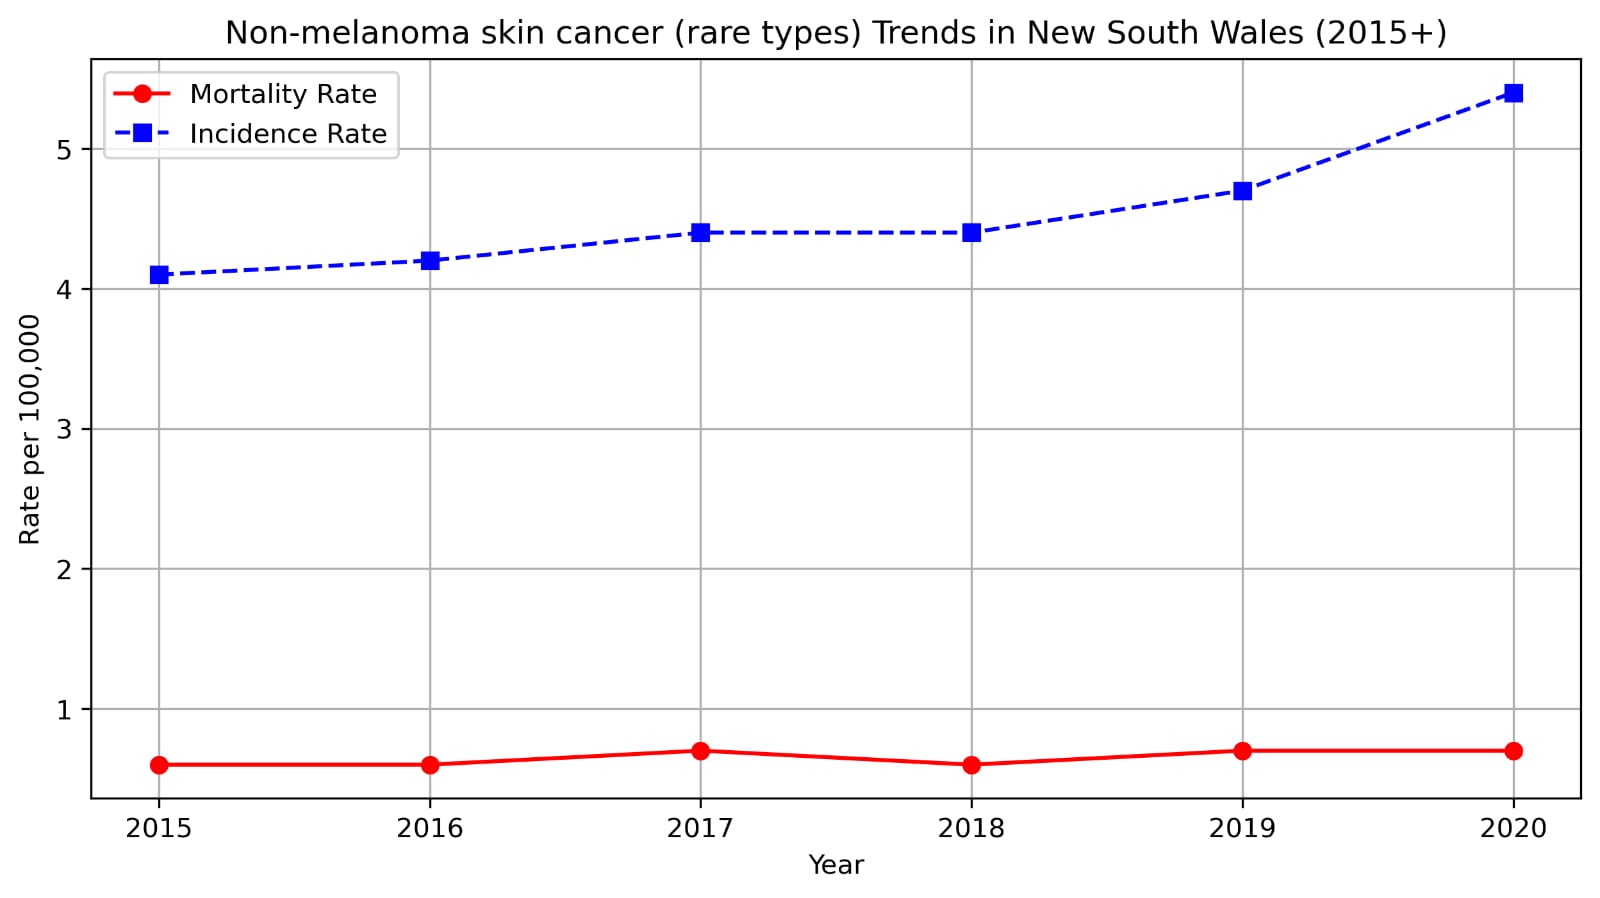 Non-melanoma skin cancer (rare types) Trends in New South Wales (2015+)
Mortality Rate
Incidence Rate
Rate per 100,000
5
4
3
2
1
2015 2016 2017 2018 2019 2020
Year